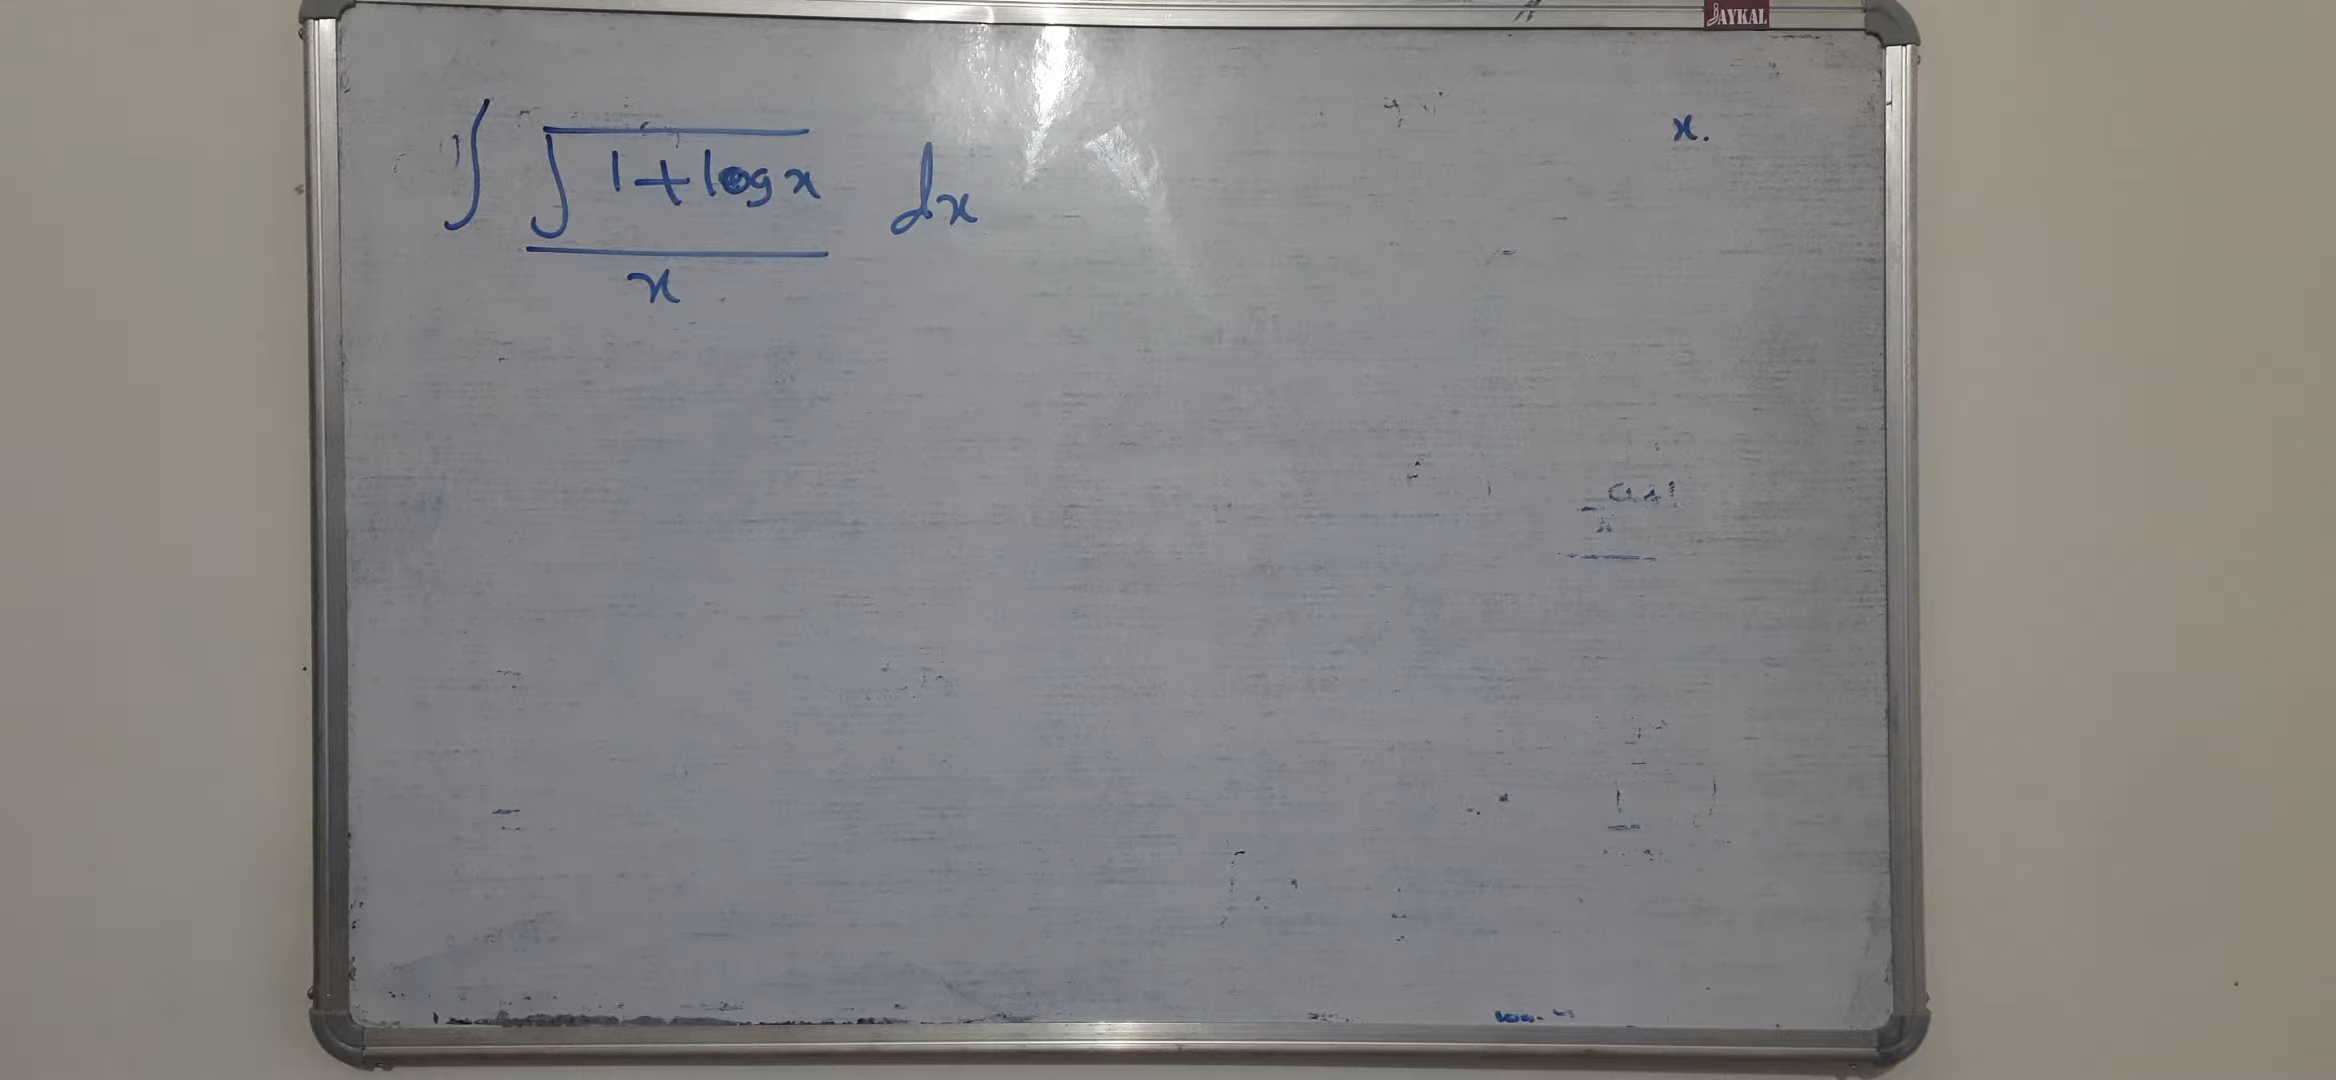 JAYKAL
∫ √(1+log x) / x dx
x.